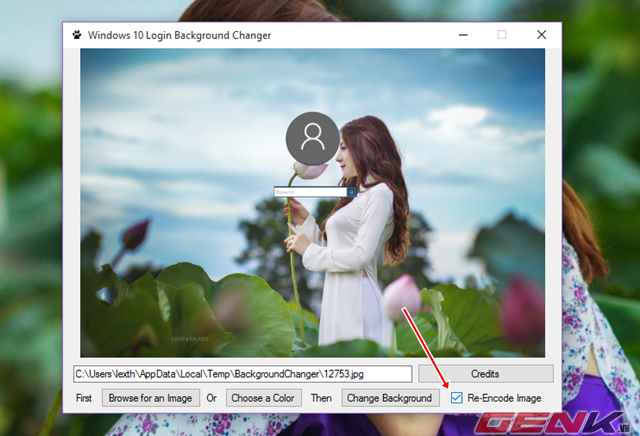 Windows 10 Login Background Changer
Password
C:\Users\lexth\AppData\Local\Temp\BackgroundChanger\12753.jpg
Credits
First Browse for an Image Or Choose a Color Then Change Background Re-Encode Image
GENK.VN